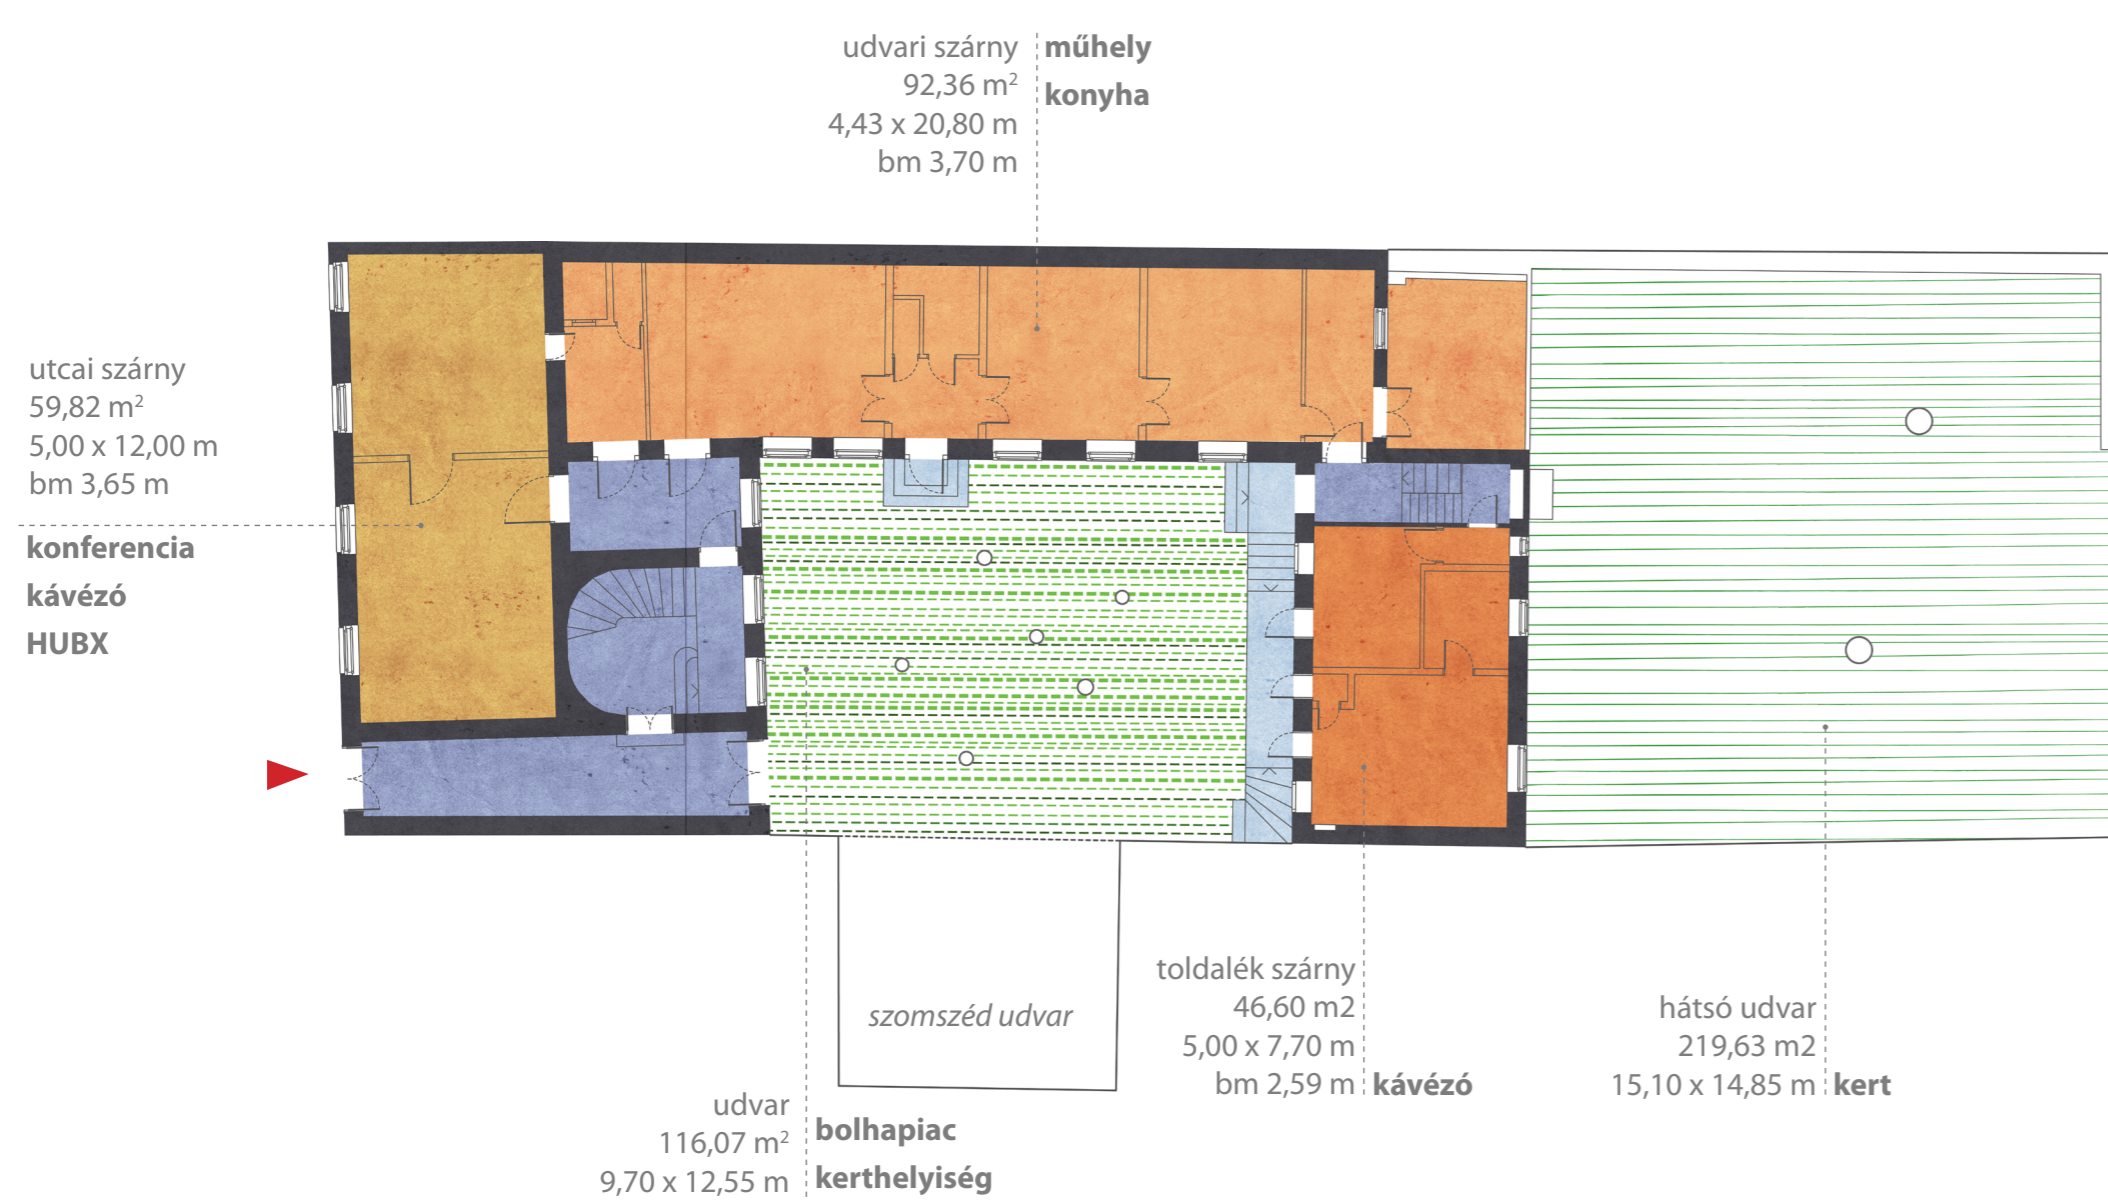 udvari szárny
92,36 m²
4,43 x 20,80 m
bm 3,70 m
műhely
konyha
utcai szárny
59,82 m²
5,00 x 12,00 m
bm 3,65 m
konferencia
kávézó
HUBX
szomszéd udvar
toldalék szárny
46,60 m2
5,00 x 7,70 m
bm 2,59 m
kávézó
hátsó udvar
219,63 m2
15,10 x 14,85 m
kert
udvar
116,07 m²
9,70 x 12,55 m
bolhapiac
kerthelyiség